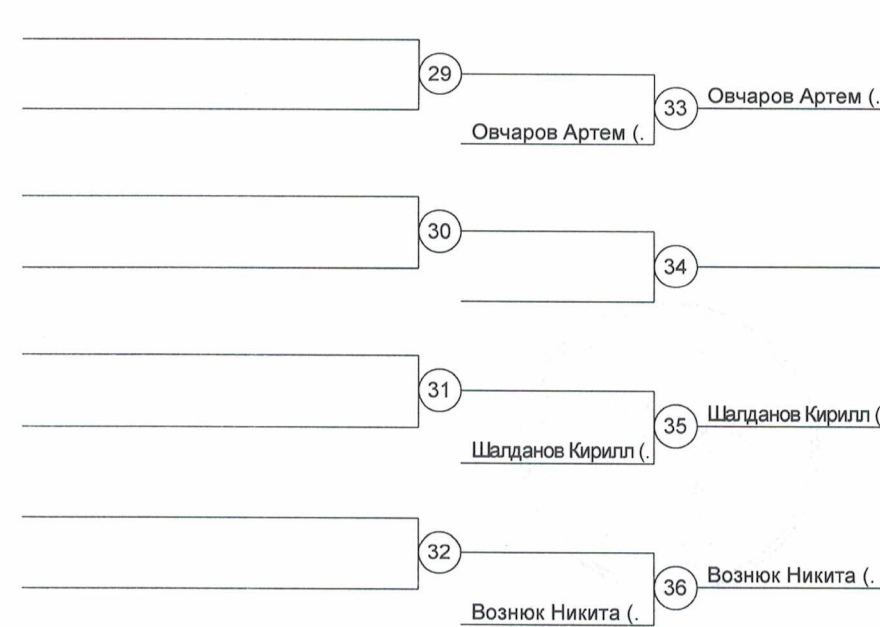 29
Овчаров Артем (.
33
Овчаров Артем (.
30
34
31
Шалданов Кирилл (.
35
Шалданов Кирилл (
32
Вознюк Никита (.
36
Вознюк Никита (.